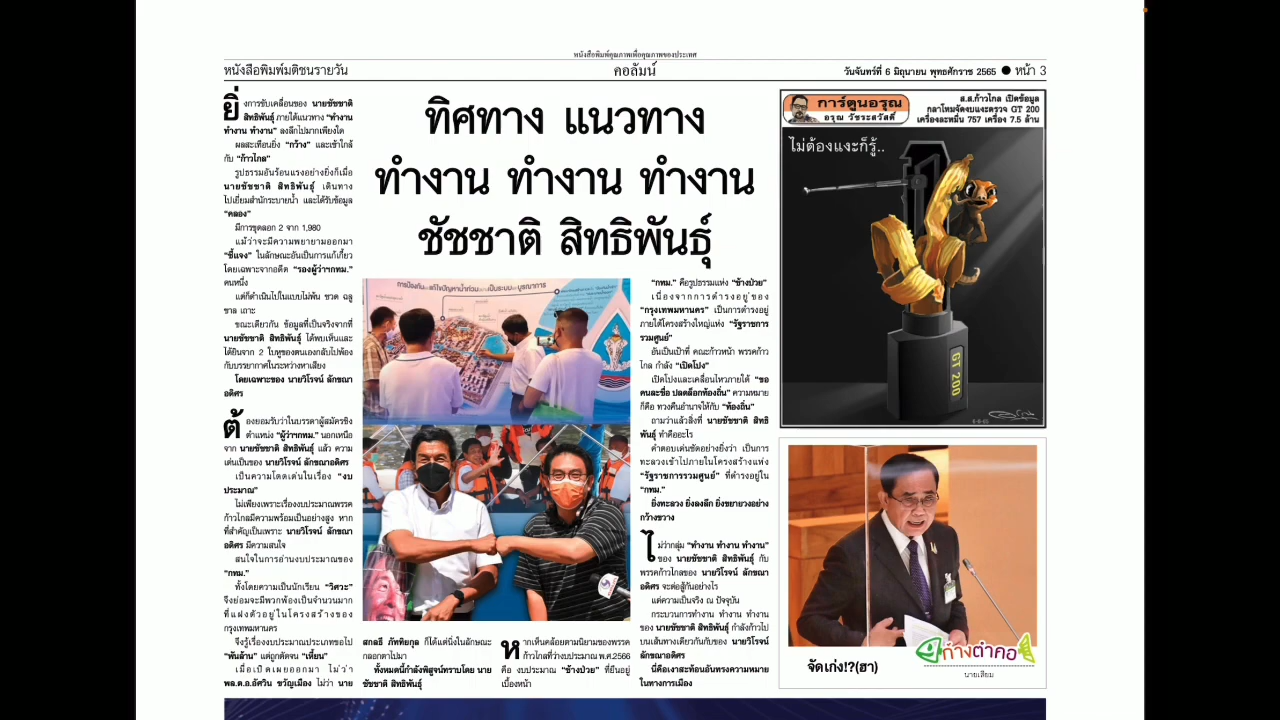 หนังสือพิมพ์คุณภาพเพื่อคุณภาพของประเทศ
หนังสือพิมพ์มติชนรายวัน
คอลัมน์
วันจันทร์ที่ 6 มิถุนายน พุทธศักราช 2565 ● หน้า 3
ทิศทาง แนวทาง
ทำงาน ทำงาน ทำงาน
ชัชชาติ สิทธิพันธุ์
ยิ่งการขับเคลื่อนของ นายชัชชาติ
สิทธิพันธุ์ ภายใต้แนวทาง “ทำงาน
ทำงาน ทำงาน” ลงลึกไปมากเพียงใด
ผลสะเทือนยิ่ง “กว้าง” และเข้าใกล้
กับ “ก้าวไกล”
รูปธรรมอันร้อนแรงอย่างยิ่งก็เมื่อ
นายชัชชาติ สิทธิพันธุ์ เดินทาง
ไปเยี่ยมสำนักระบายน้ำ และได้รับข้อมูล
“คลอง”
มีการขุดลอก 2 จาก 1,980
แม้ว่าจะมีความพยายามออกมา
“ชี้แจง” ในลักษณะอันเป็นการแก้เกี้ยว
โดยเฉพาะจากอดีต “รองผู้ว่าฯกทม.”
คนหนึ่ง
แต่ก็ดำเนินไปในแบบไม่พ้น ขวด ฉลู
ขาล เถาะ
ขณะเดียวกัน ข้อมูลที่เป็นจริงจากที่
นายชัชชาติ สิทธิพันธุ์ ได้พบเห็นและ
ได้ยินจาก 2 ใบหูของตนเองกลับไปพ้อง
กับบรรยากาศในระหว่างหาเสียง
โดยเฉพาะของ นายวิโรจน์ ลักขณา
อดิศร
ต้องยอมรับว่าในบรรดาผู้สมัครชิง
ตำแหน่ง “ผู้ว่าฯกทม.” นอกเหนือ
จาก นายชัชชาติ สิทธิพันธุ์ แล้ว ความ
เด่นเป็นของ นายวิโรจน์ ลักขณาอดิศร
เป็นความโดดเด่นในเรื่อง “งบ
ประมาณ”
ไม่เพียงเพราะเรื่องงบประมาณพรรค
ก้าวไกลมีความพร้อมเป็นอย่างสูง หาก
ที่สำคัญเป็นเพราะ นายวิโรจน์ ลักขณา
อดิศร มีความสนใจ
สนใจในการอ่านงบประมาณของ
“กทม.”
ทั้งโดยความเป็นนักเรียน “วิศวะ”
จึงย่อมจะมีพวกพ้องเป็นจำนวนมาก
ที่แฝงตัวอยู่ในโครงสร้างของ
กรุงเทพมหานคร
จึงรู้เรื่องงบประมาณประเภทขอไป
“พันล้าน” แต่ถูกตัดจน “เหี้ยน”
เมื่อเปิดเผยออกมา ไม่ว่า
พล.ต.อ.อัศวิน ขวัญเมือง ไม่ว่า นาย
การป้องกันและแก้ไขปัญหาน้ำท่วมเป็นระบบแบบ บูรณาการ
สกลธี ภัททิยกุล ก็ได้แต่นิ่งในลักษณะ
กลอกตาไปมา
ทั้งหมดนี้กำลังพิสูจน์ทราบโดย นาย
ชัชชาติ สิทธิพันธุ์
หากเห็นคล้อยตามนิยามของพรรค
ก้าวไกลที่ว่างบประมาณ พ.ศ.2566
คือ งบประมาณ “ช้างป่วย” ที่ยืนอยู่
เบื้องหน้า
“กทม.” คือรูปธรรมแห่ง “ช้างป่วย”
เนื่องจากการดำรงอยู่ของ
“กรุงเทพมหานคร” เป็นการดำรงอยู่
ภายใต้โครงสร้างใหญ่แห่ง “รัฐราชการ
รวมศูนย์”
อันเป็นเป้าที่ คณะก้าวหน้า พรรคก้าว
ไกล กำลัง “เปิดโปง”
เปิดโปงและเคลื่อนไหวภายใต้ “ขอ
คนละชื่อ ปลดล็อกท้องถิ่น” ความหมาย
ก็คือ ทวงคืนอำนาจให้กับ “ท้องถิ่น”
ถามว่าแล้วสิ่งที่ นายชัชชาติ สิทธิ
พันธุ์ ทำคืออะไร
คำตอบเด่นชัดอย่างยิ่งว่า เป็นการ
ทะลวงเข้าไปภายในโครงสร้างแห่ง
“รัฐราชการรวมศูนย์” ที่ดำรงอยู่ใน
“กทม.”
ยิ่งทะลวง ยิ่งลงลึก ยิ่งขยายวงอย่าง
กว้างขวาง
ไม่ว่ากลุ่ม “ทำงาน ทำงาน ทำงาน”
ของ นายชัชชาติ สิทธิพันธุ์ กับ
พรรคก้าวไกลของ นายวิโรจน์ ลักขณา
อดิศร จะต่อสู้กันอย่างไร
แต่ความเป็นจริง ณ ปัจจุบัน
กระบวนการทำงาน ทำงาน ทำงาน
ของ นายชัชชาติ สิทธิพันธุ์ กำลังก้าวไป
บนเส้นทางเดียวกันกับของ นายวิโรจน์
ลักขณาอดิศร
นี่คือเงาสะท้อนอันทรงความหมาย
ในทางการเมือง
การ์ตูนอรุณ
อรุณ วัชระสวัสดิ์
ส.ส.ก้าวไกล เปิดข้อมูล
กลาโหมจัดงบแงะตรวจ GT 200
เครื่องละหมื่น 757 เครื่อง 7.5 ล้าน
ไม่ต้องแงะก็รู้..
GT 200
จัดเก่ง!?(ฮา)
ก้างตำคอ
นายเสียม